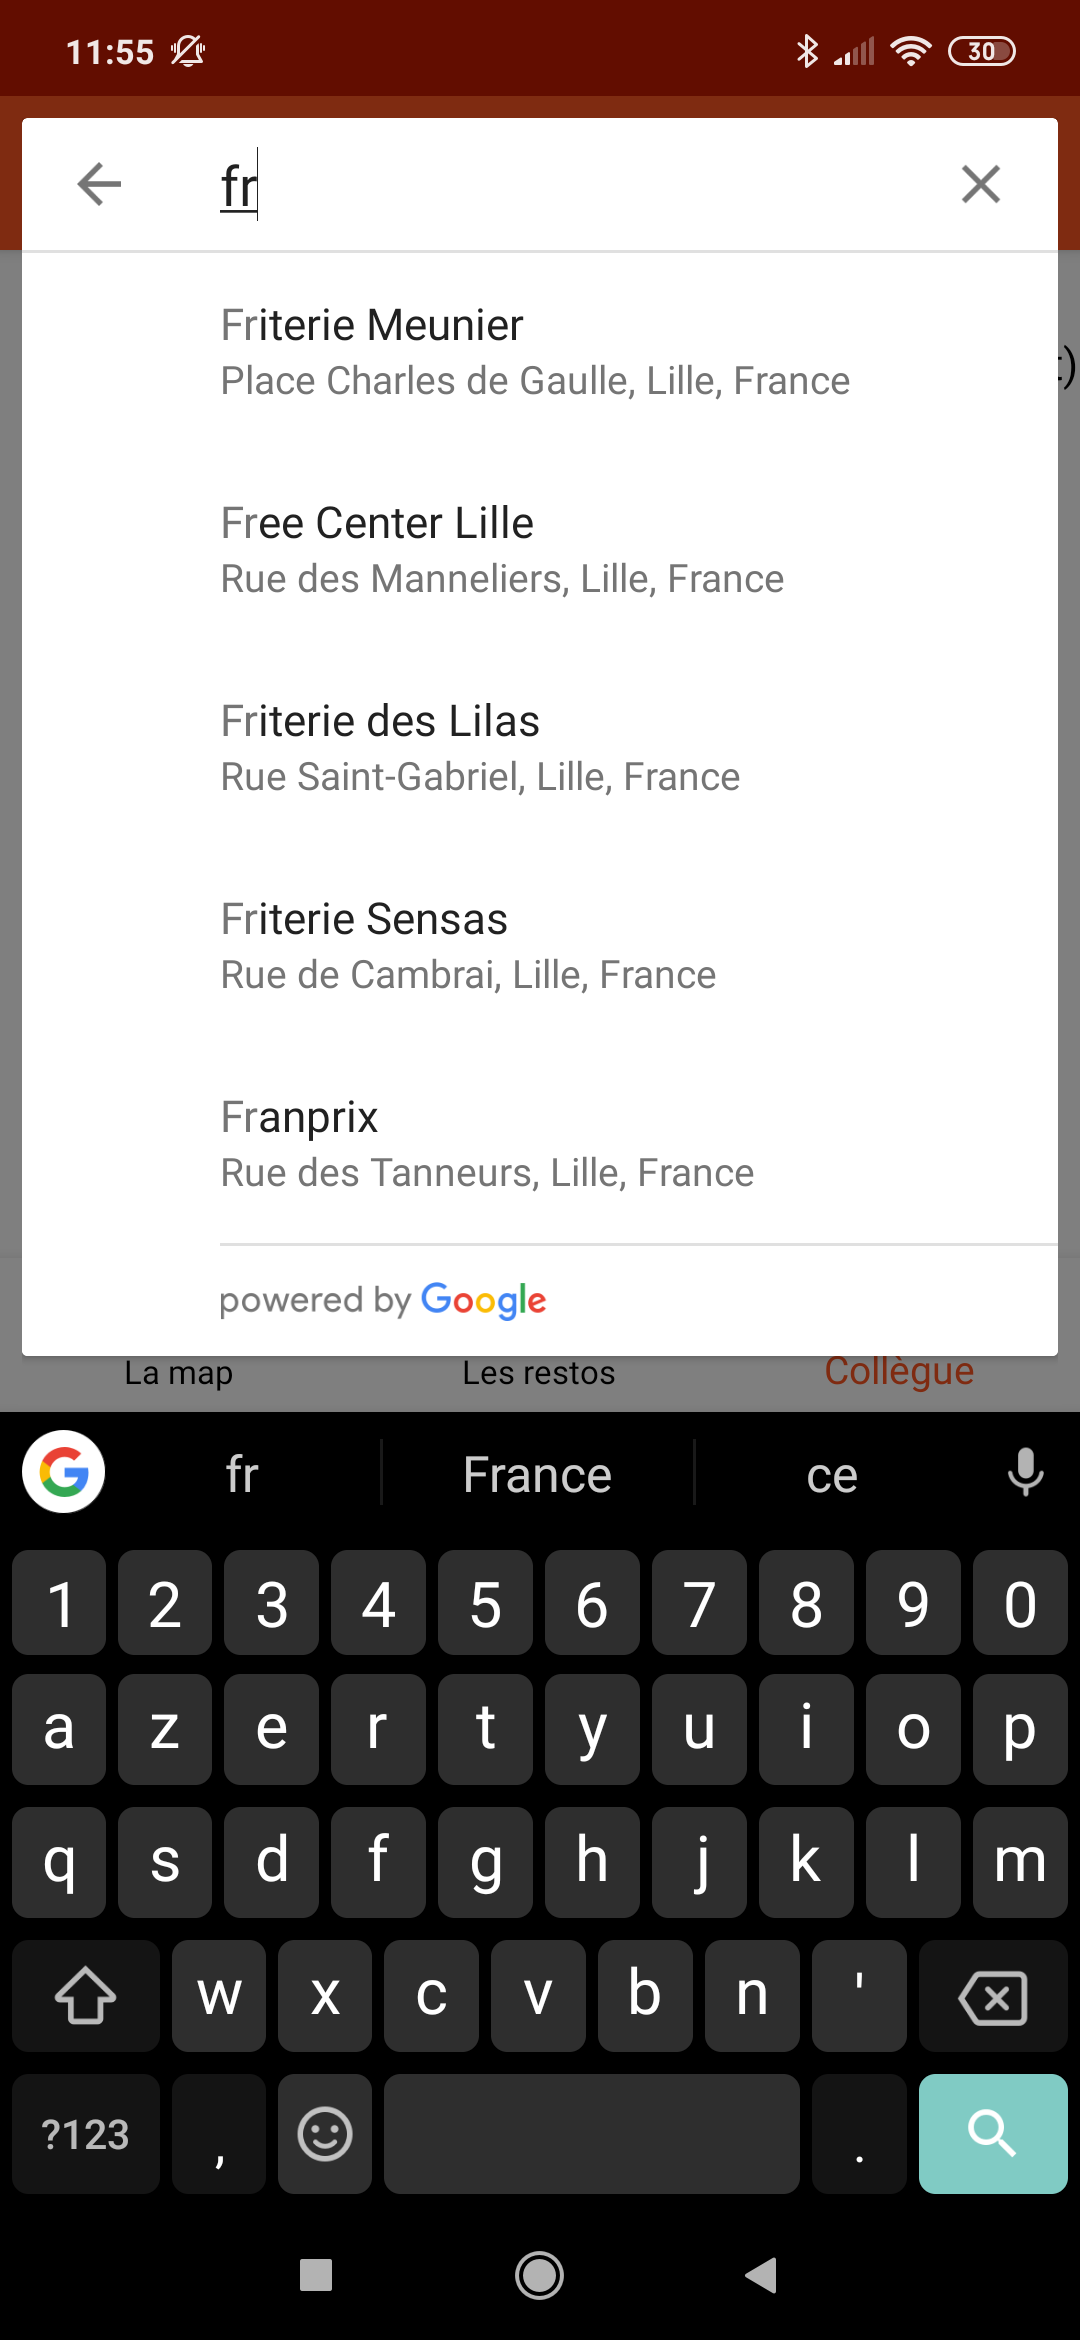 11:55
30
fr
:)
Friterie Meunier
Place Charles de Gaulle, Lille, France
Free Center Lille
Rue des Manneliers, Lille, France
Friterie des Lilas
Rue Saint-Gabriel, Lille, France
Friterie Sensas
Rue de Cambrai, Lille, France
Franprix
Rue des Tanneurs, Lille, France
powered by Google
La map Les restos Collègue
G fr France ce
1 2 3 4 5 6 7 8 9 0
a z e r t y u i o p
q s d f g h j k l m
w x c v b n '
?123 , .